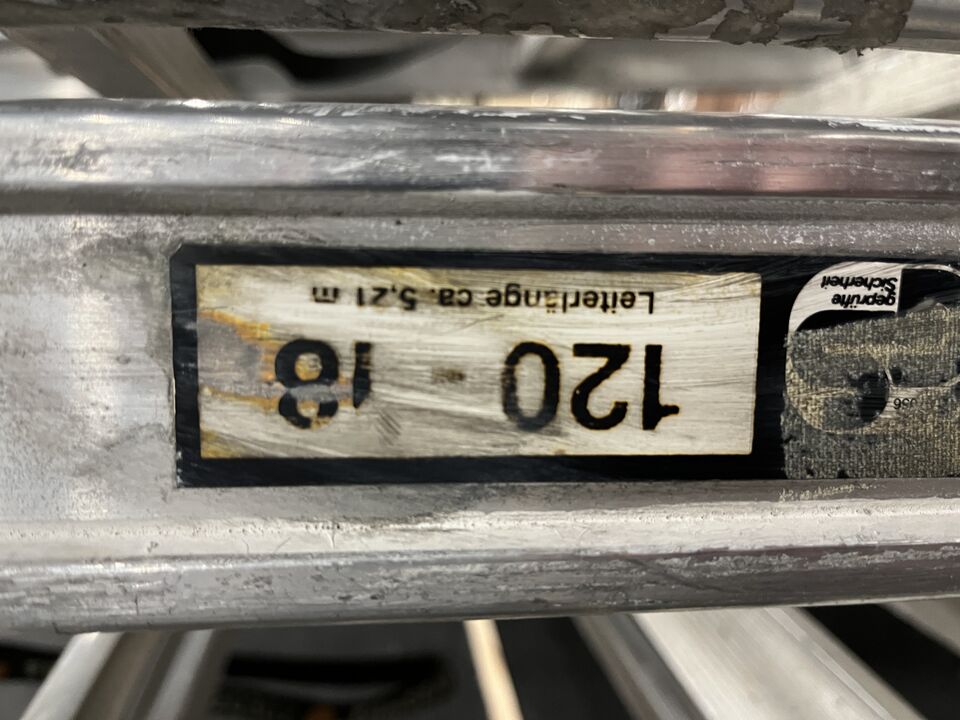 120 - 18
Leiterlänge ca. 5,21 m
geprüfte
Sicherheit